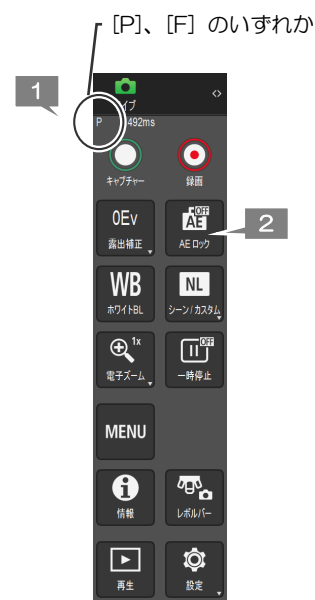 [P]、[F] のいずれか
1
イブ
P 492ms
キャプチャー 録画
0Ev OFF AE
露出補正 AE ロック
2
WB NL
ホワイトBL シーン/カスタム
1x OFF
電子ズーム 一時停止
MENU
情報 レボルバー
再生 設定